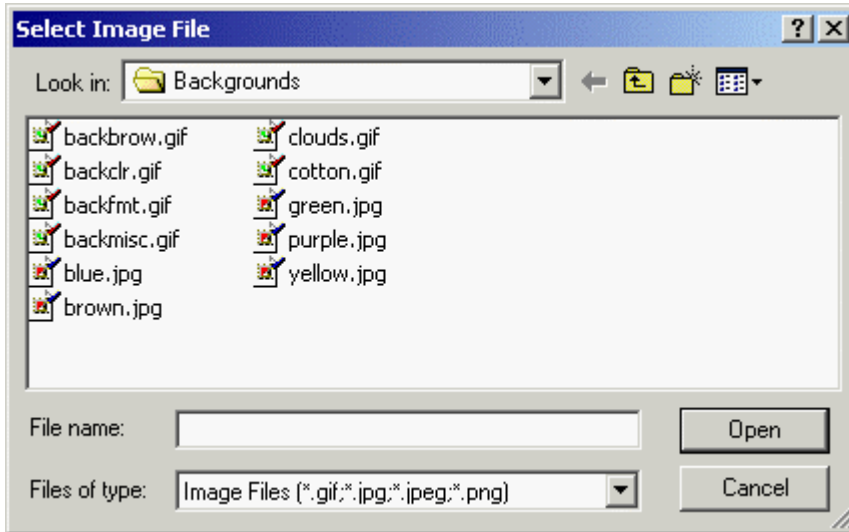 Select Image File
Look in: Backgrounds
backbrow.gif
backclr.gif
backfmt.gif
backmisc.gif
blue.jpg
brown.jpg
clouds.gif
cotton.gif
green.jpg
purple.jpg
yellow.jpg
File name:
Open
Files of type: Image Files (*.gif;*.jpg;*.jpeg;*.png)
Cancel